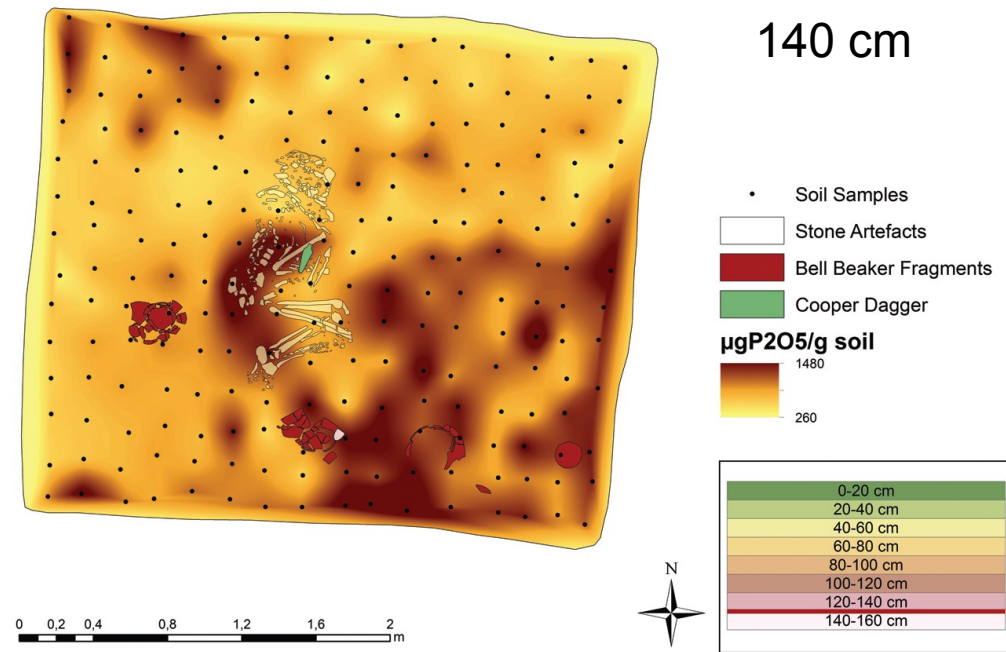 140 cm
Soil Samples
Stone Artefacts
Bell Beaker Fragments
Cooper Dagger
µgP2O5/g soil
1480
260
0-20 cm
20-40 cm
40-60 cm
60-80 cm
80-100 cm
100-120 cm
120-140 cm
140-160 cm
N
0 0,2 0,4 0,8 1,2 1,6 2
m